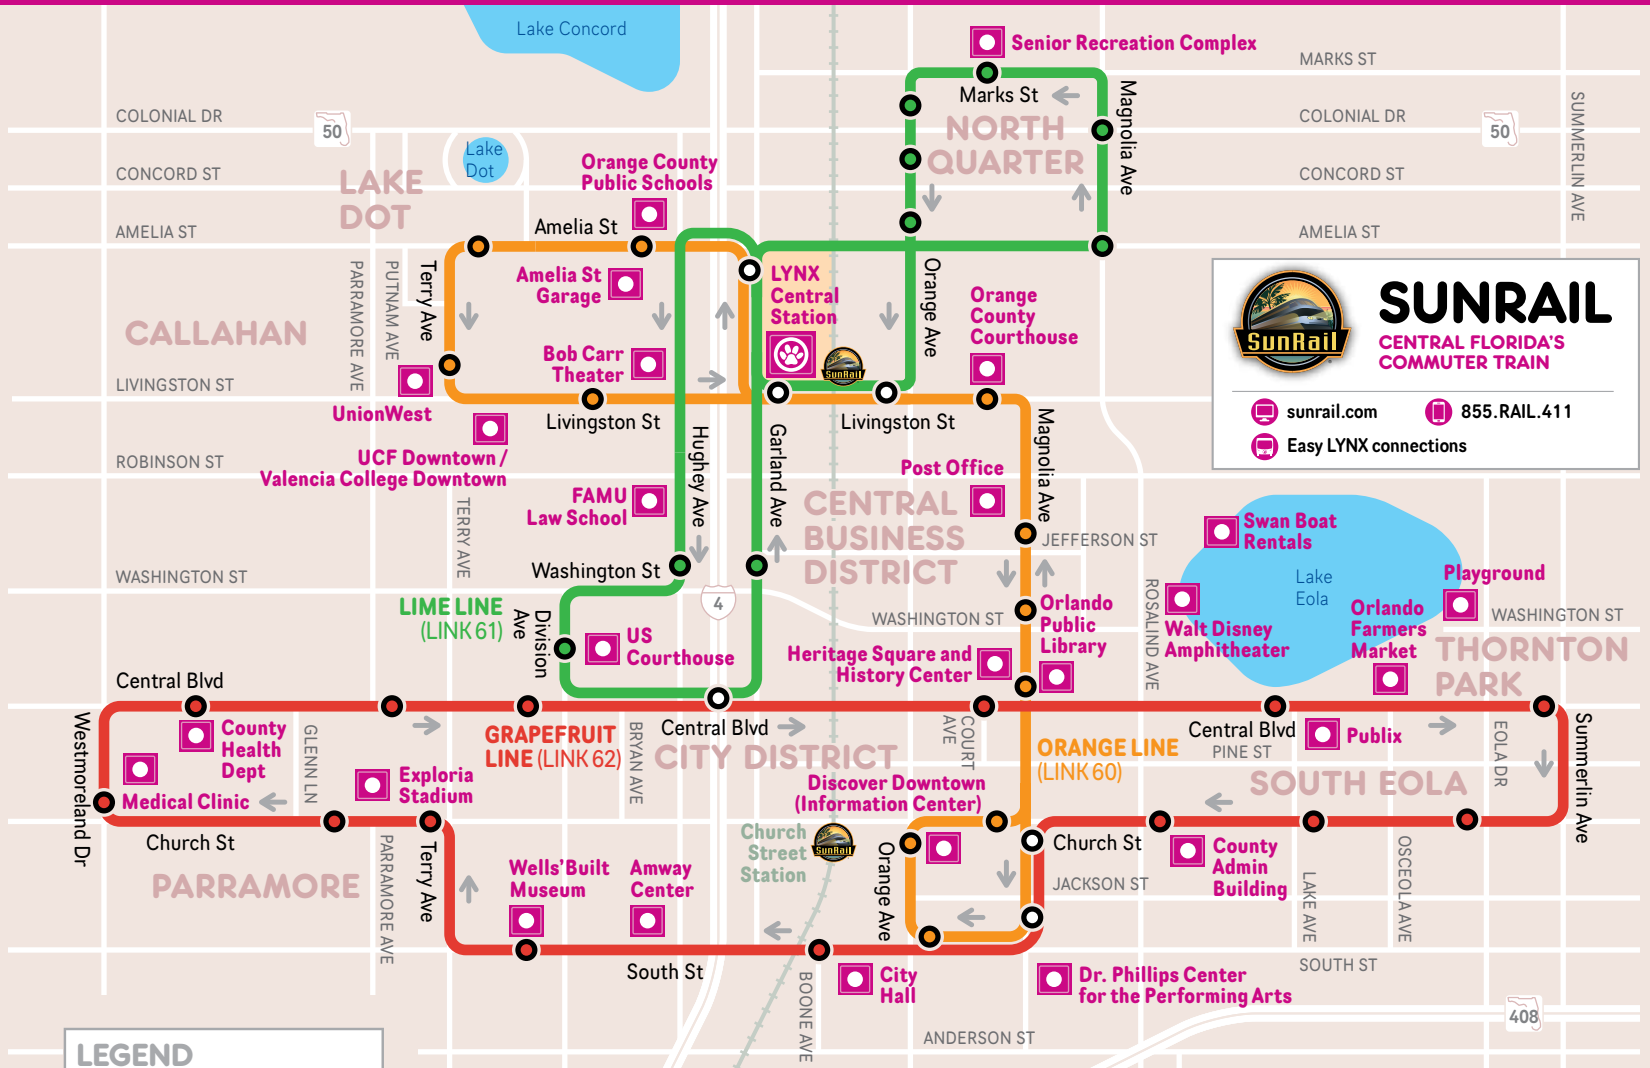 Lake Concord
Senior Recreation Complex
MARKS ST
Marks St
COLONIAL DR
50
COLONIAL DR
50
Magnolia Ave
SUMMERLIN AVE
NORTH
QUARTER
Lake
Dot
Orange County
Public Schools
CONCORD ST
CONCORD ST
LAKE
DOT
AMELIA ST
Amelia St
AMELIA ST
PARRAMORE AVE
PUTNAM AVE
Terry Ave
Amelia St
Garage
LYNX
Central
Station
Orange Ave
Orange
County
Courthouse
SunRail
SUNRAIL
CENTRAL FLORIDA'S
COMMUTER TRAIN
sunrail.com
855.RAIL.411
Easy LYNX connections
CALLAHAN
Bob Carr
Theater
SunRail
LIVINGSTON ST
UnionWest
Livingston St
Livingston St
UCF Downtown /
Valencia College Downtown
ROBINSON ST
Hughey Ave
Garland Ave
Magnolia Ave
Post Office
FAMU
Law School
TERRY AVE
CENTRAL
BUSINESS
DISTRICT
JEFFERSON ST
Swan Boat
Rentals
Lake
Eola
Playground
WASHINGTON ST
Washington St
4
WASHINGTON ST
WASHINGTON ST
LIME LINE
(LINK 61)
Division
Ave
US
Courthouse
Orlando
Public
Library
ROSALIND AVE
Walt Disney
Amphitheater
Orlando
Farmers
Market
THORNTON
PARK
Heritage Square and
History Center
Central Blvd
Westmoreland Dr
County
Health
Dept
GLENN LN
GRAPEFRUIT
LINE (LINK 62)
BRYAN AVE
Central Blvd
CITY DISTRICT
COURT
AVE
ORANGE LINE
(LINK 60)
Central Blvd
PINE ST
Publix
EOLA DR
Summerlin Ave
SOUTH EOLA
Medical Clinic
Exploria
Stadium
Discover Downtown
(Information Center)
Church St
PARRAMORE AVE
Terry Ave
Church
Street
Station
SunRail
Orange Ave
Church St
County
Admin
Building
OSCEOLA AVE
LAKE AVE
PARRAMORE
Wells' Built
Museum
Amway
Center
JACKSON ST
South St
SOUTH ST
BOONE AVE
City
Hall
Dr. Phillips Center
for the Performing Arts
408
ANDERSON ST
LEGEND